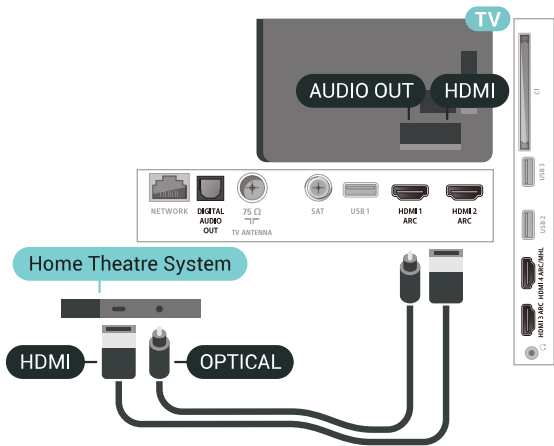 TV
AUDIO OUT
HDMI
CI
USB 3
USB 2
HDMI 4 ARC/MHL
HDMI 3 ARC
NETWORK
DIGITAL
AUDIO
OUT
75 Ω
TV ANTENNA
SAT
USB 1
HDMI 1
ARC
HDMI 2
ARC
Home Theatre System
HDMI
OPTICAL